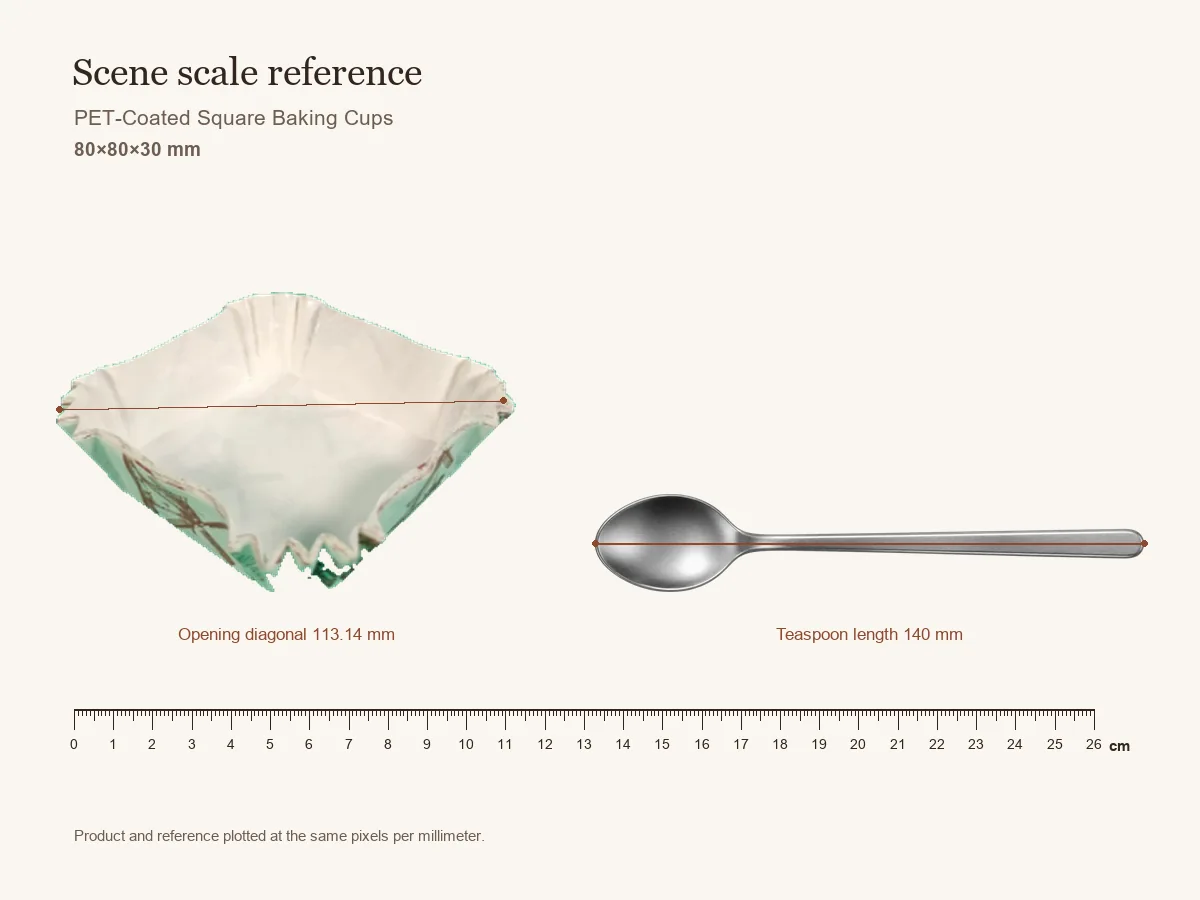 Scene scale reference
PET-Coated Square Baking Cups
80×80×30 mm
Opening diagonal 113.14 mm
Teaspoon length 140 mm
0 1 2 3 4 5 6 7 8 9 10 11 12 13 14 15 16 17 18 19 20 21 22 23 24 25 26 cm
Product and reference plotted at the same pixels per millimeter.